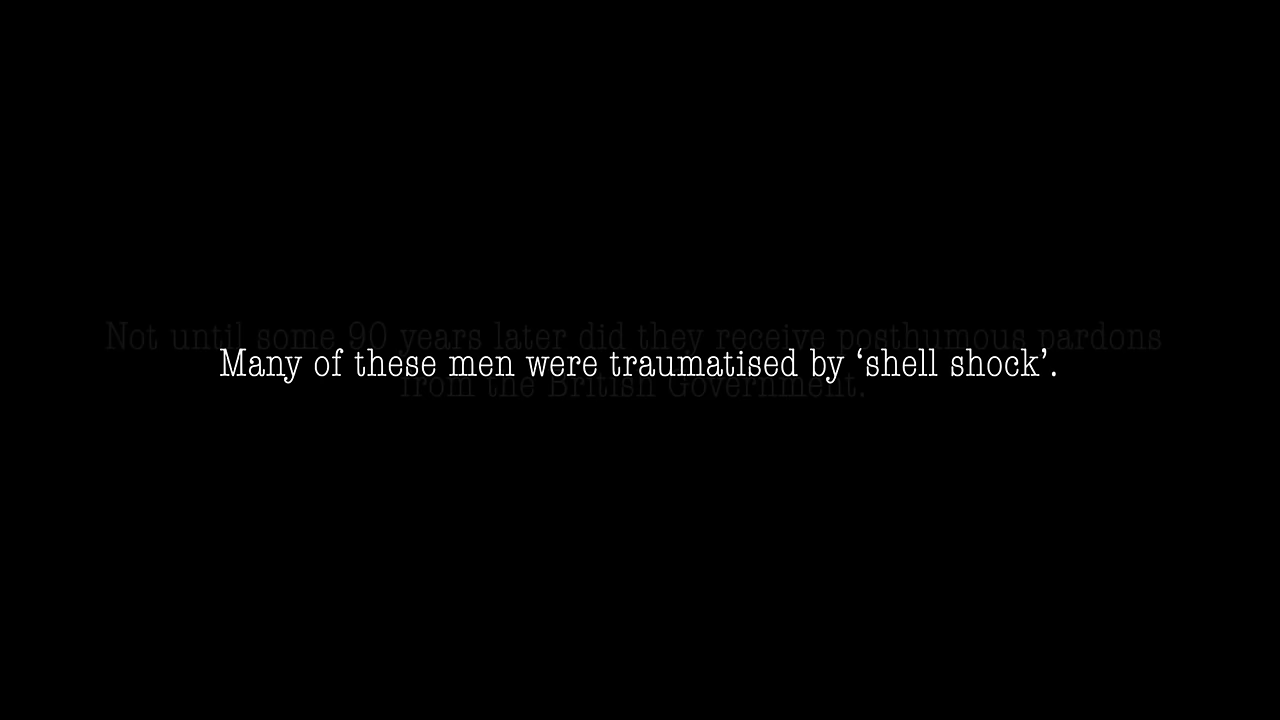 Not until some 90 years later did they receive posthumous pardons
Many of these men were traumatised by ‘shell shock’.
from the British Government.